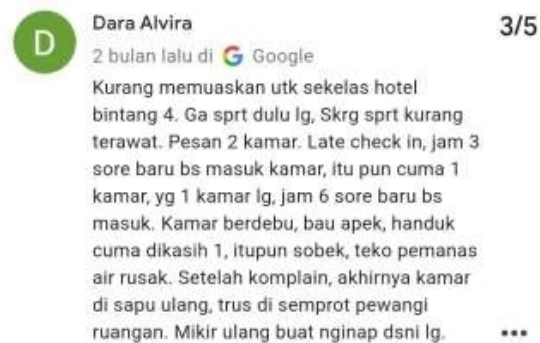 D
Dara Alvira
3/5
2 bulan lalu di G Google
Kurang memuaskan utk sekelas hotel
bintang 4. Ga sprt dulu lg, Skrg sprt kurang
terawat. Pesan 2 kamar. Late check in, jam 3
sore baru bs masuk kamar, itu pun cuma 1
kamar, yg 1 kamar lg, jam 6 sore baru bs
masuk. Kamar berdebu, bau apek, handuk
cuma dikasih 1, itupun sobek, teko pemanas
air rusak. Setelah komplain, akhirnya kamar
di sapu ulang, trus di semprot pewangi
ruangan. Mikir ulang buat nginap dsni lg.